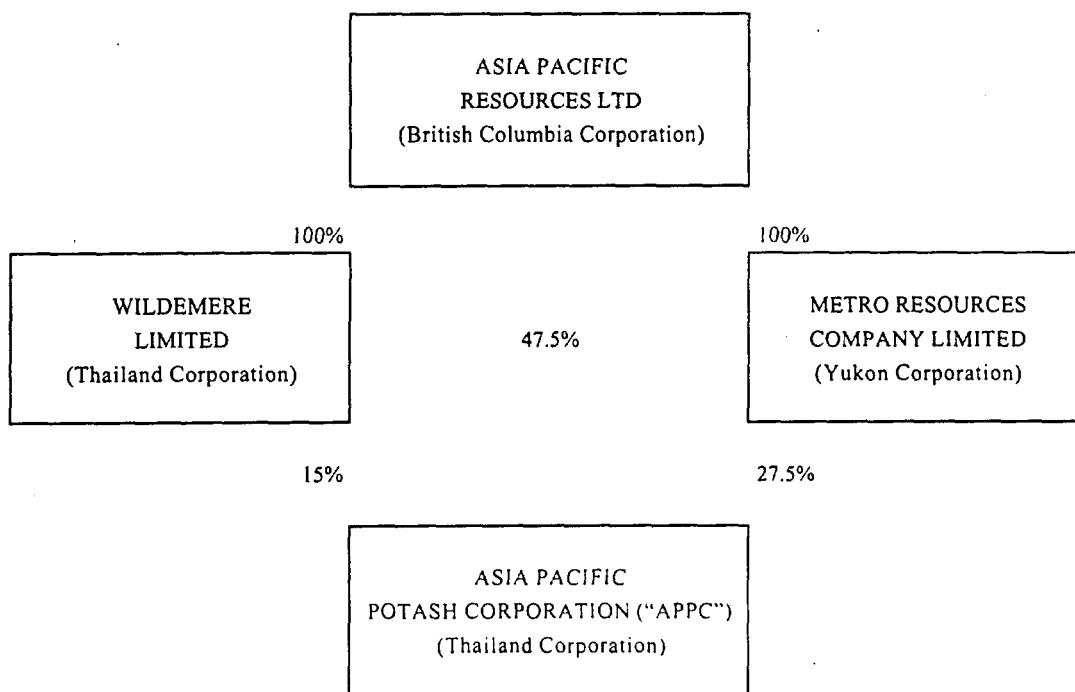 ASIA PACIFIC
RESOURCES LTD
(British Columbia Corporation)
100%
100%
WILDEMERE
LIMITED
(Thailand Corporation)
47.5%
METRO RESOURCES
COMPANY LIMITED
(Yukon Corporation)
15%
27.5%
ASIA PACIFIC
POTASH CORPORATION (“APPC”)
(Thailand Corporation)